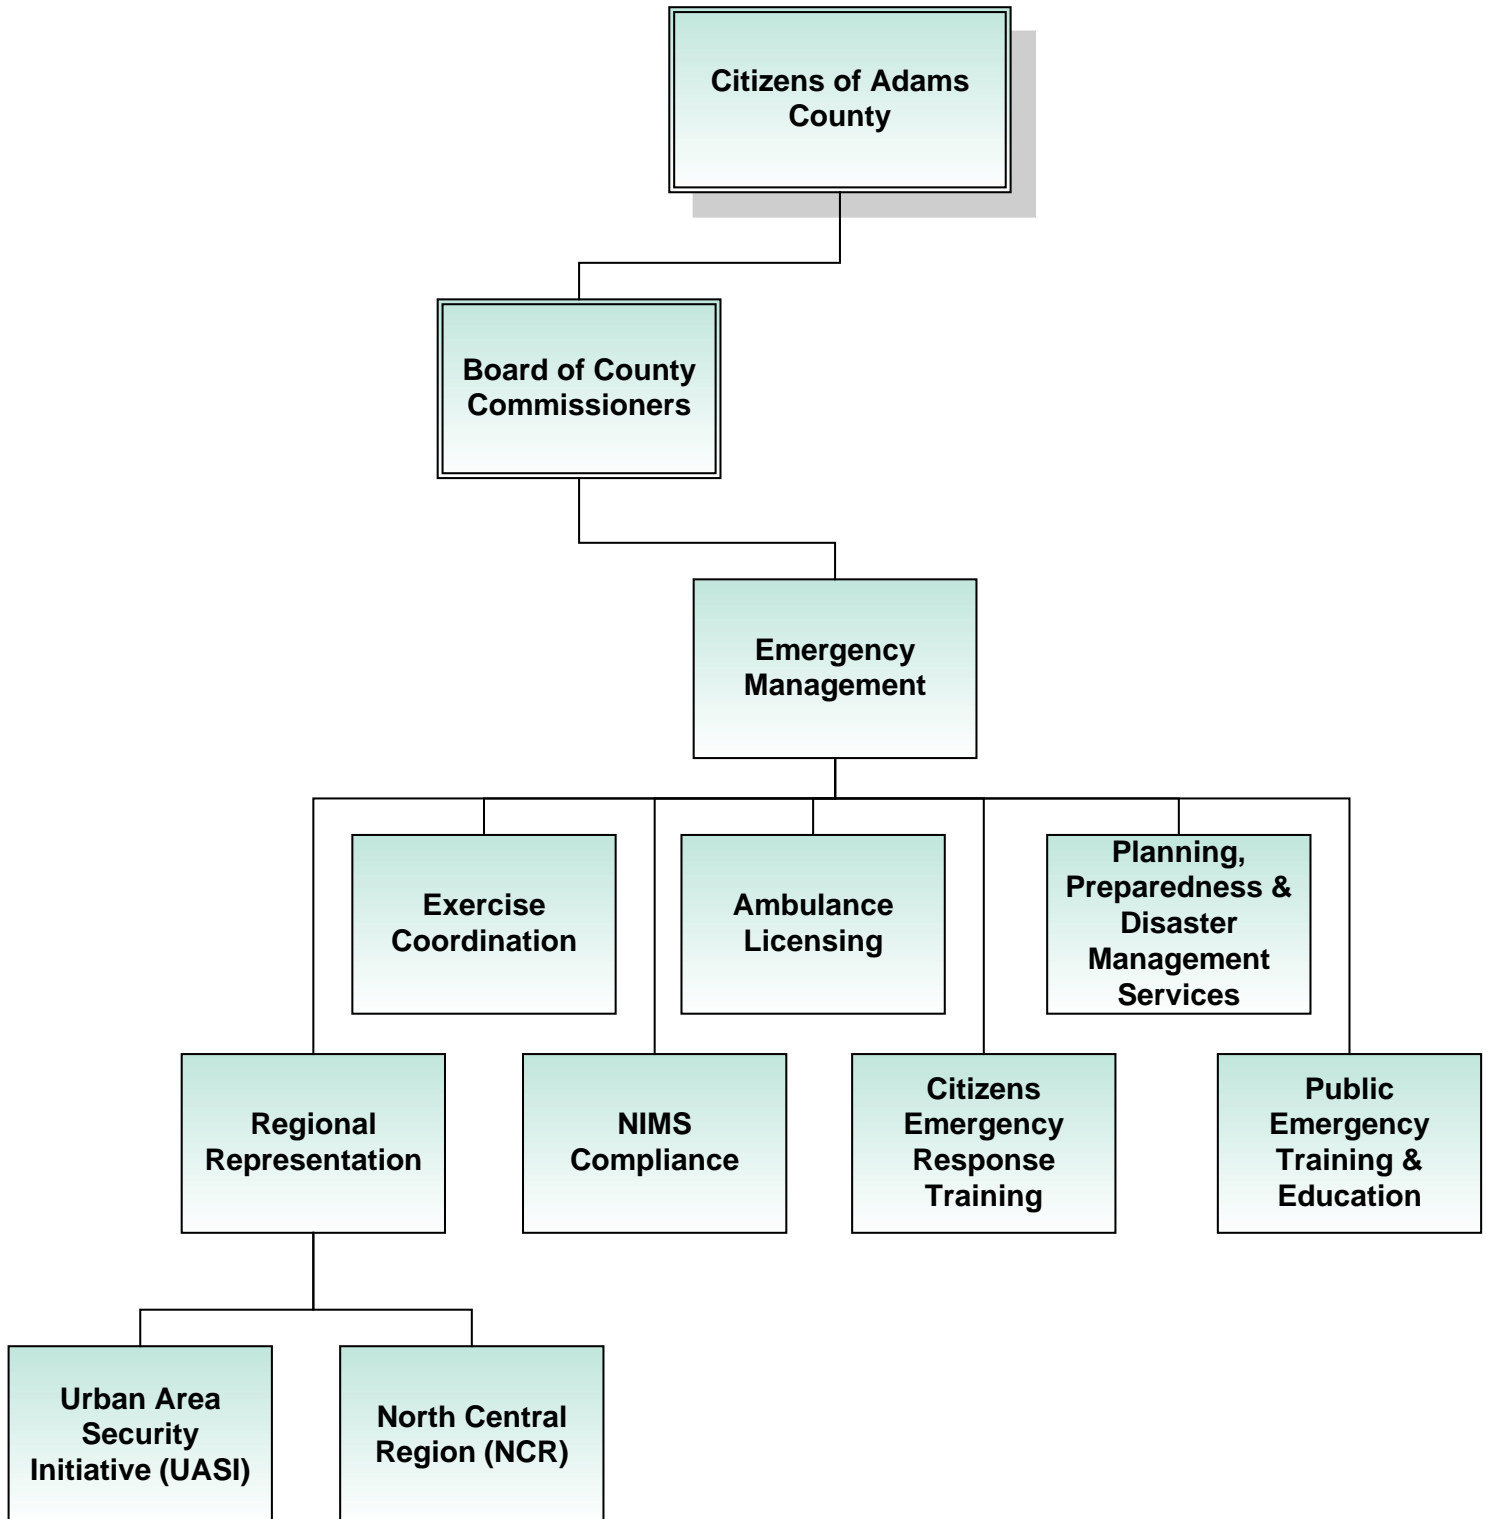 Citizens of Adams
County
Board of County
Commissioners
Emergency
Management
Exercise
Coordination
Ambulance
Licensing
Planning,
Preparedness &
Disaster
Management
Services
Regional
Representation
NIMS
Compliance
Citizens
Emergency
Response
Training
Public
Emergency
Training &
Education
Urban Area
Security
Initiative (UASI)
North Central
Region (NCR)